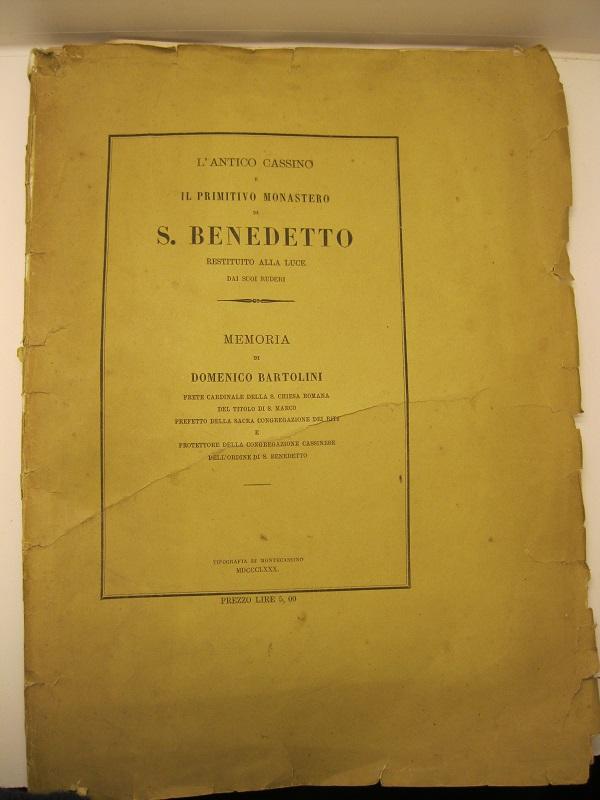 L'ANTICO CASSINO
E
IL PRIMITIVO MONASTERO
DI
S. BENEDETTO
RESTITUITO ALLA LUCE
DAI SUOI RUDERI
MEMORIA
DI
DOMENICO BARTOLINI
PRETE CARDINALE DELLA S. CHIESA ROMANA
DEL TITOLO DI S. MARCO
PREFETTO DELLA SACRA CONGREGAZIONE DEI RITI
E
PROTETTORE DELLA CONGREGAZIONE CASSINESE
DELL'ORDINE DI S. BENEDETTO
TIPOGRAFIA DI MONTECASSINO
MDCCCLXXX.
PREZZO LIRE 5, 00